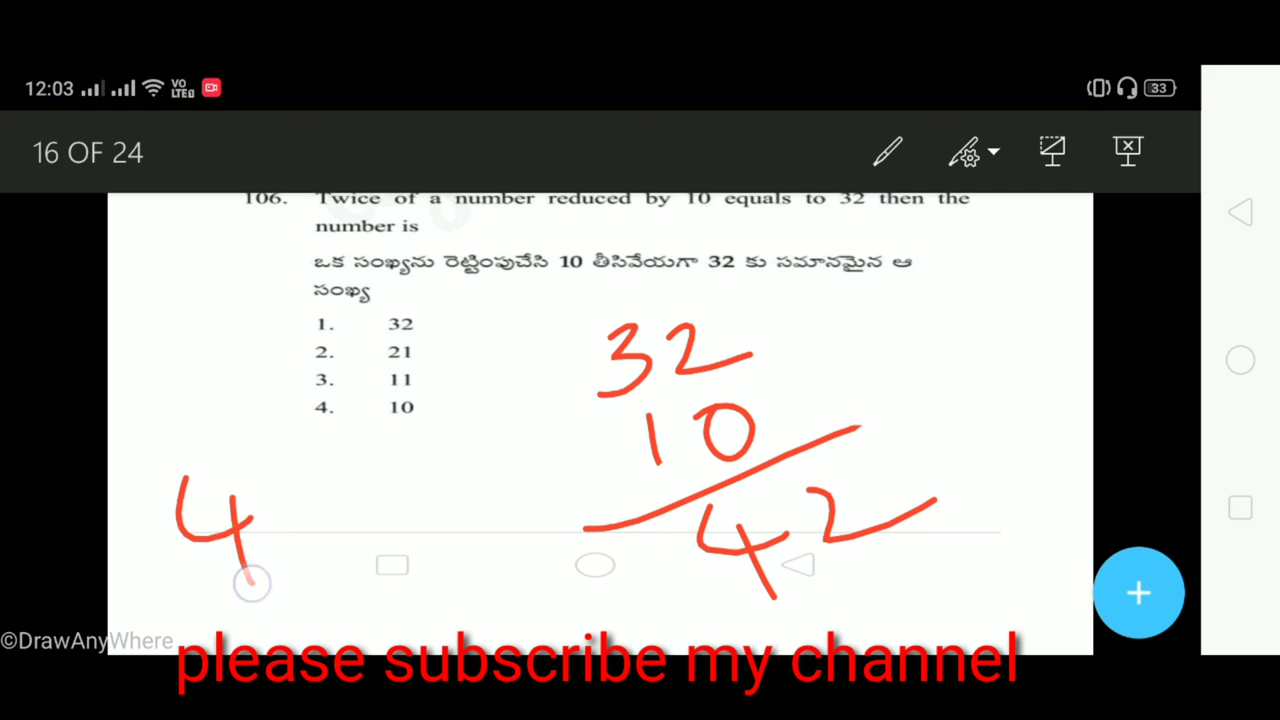 12:03 VO LTE 33
16 OF 24
106. Twice of a number reduced by 10 equals to 32 then the
number is
ఒక సంఖ్యను రెట్టింపుచేసి 10 తీసివేయగా 32 కు సమానమైన ఆ
సంఖ్య
1. 32
2. 21
3. 11
4. 10
32
10
42
4
©DrawAnyWhere
please subscribe my channel